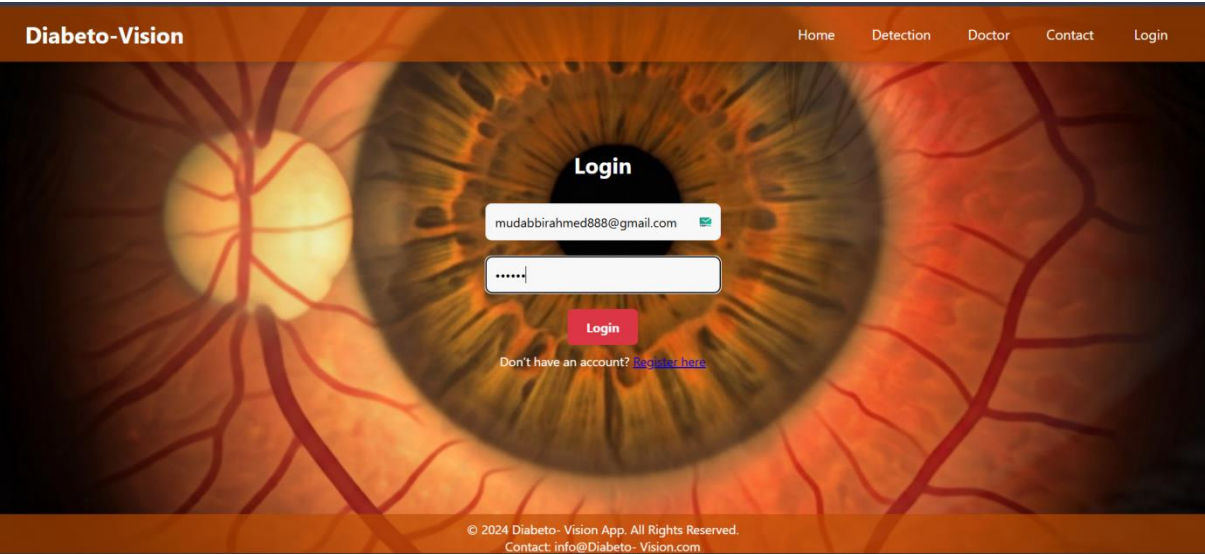 Diabeto-Vision
Home Detection Doctor Contact Login
Login
mudabbirahmed888@gmail.com
••••••
Login
Don't have an account? Register here
© 2024 Diabeto- Vision App. All Rights Reserved.
Contact: info@Diabeto- Vision.com